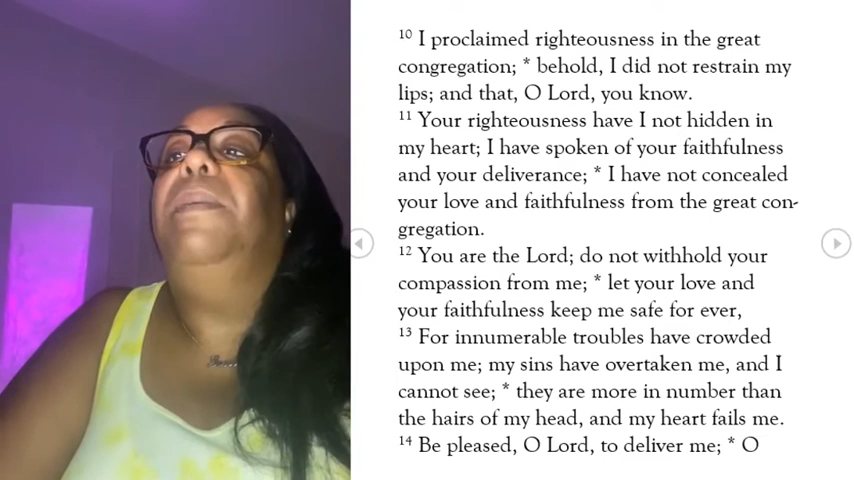 10 I proclaimed righteousness in the great
congregation; * behold, I did not restrain my
lips; and that, O Lord, you know.
11 Your righteousness have I not hidden in
my heart; I have spoken of your faithfulness
and your deliverance; * I have not concealed
your love and faithfulness from the great con-
gregation.
12 You are the Lord; do not withhold your
compassion from me; * let your love and
your faithfulness keep me safe for ever,
13 For innumerable troubles have crowded
upon me; my sins have overtaken me, and I
cannot see; * they are more in number than
the hairs of my head, and my heart fails me.
14 Be pleased, O Lord, to deliver me; * O